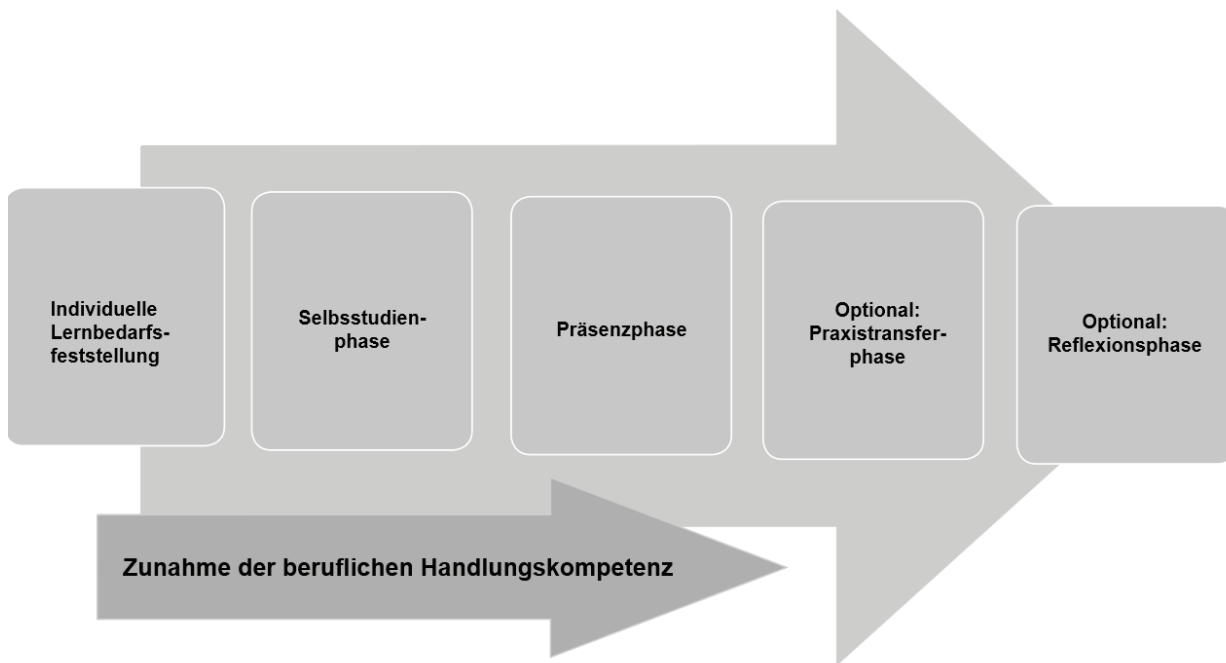 Individuelle
Lernbedarfs-
feststellung
Selbsstudien-
phase
Präsenzphase
Optional:
Praxistransfer-
phase
Optional:
Reflexionsphase
Zunahme der beruflichen Handlungskompetenz